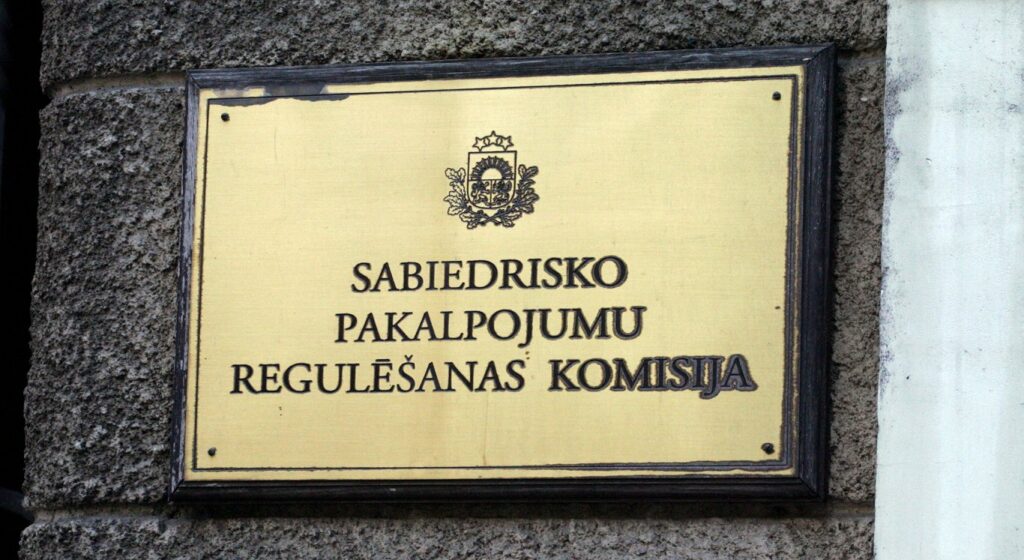 SABIEDRISKO
PAKALPOJUMU
REGULĒŠANAS KOMISIJA